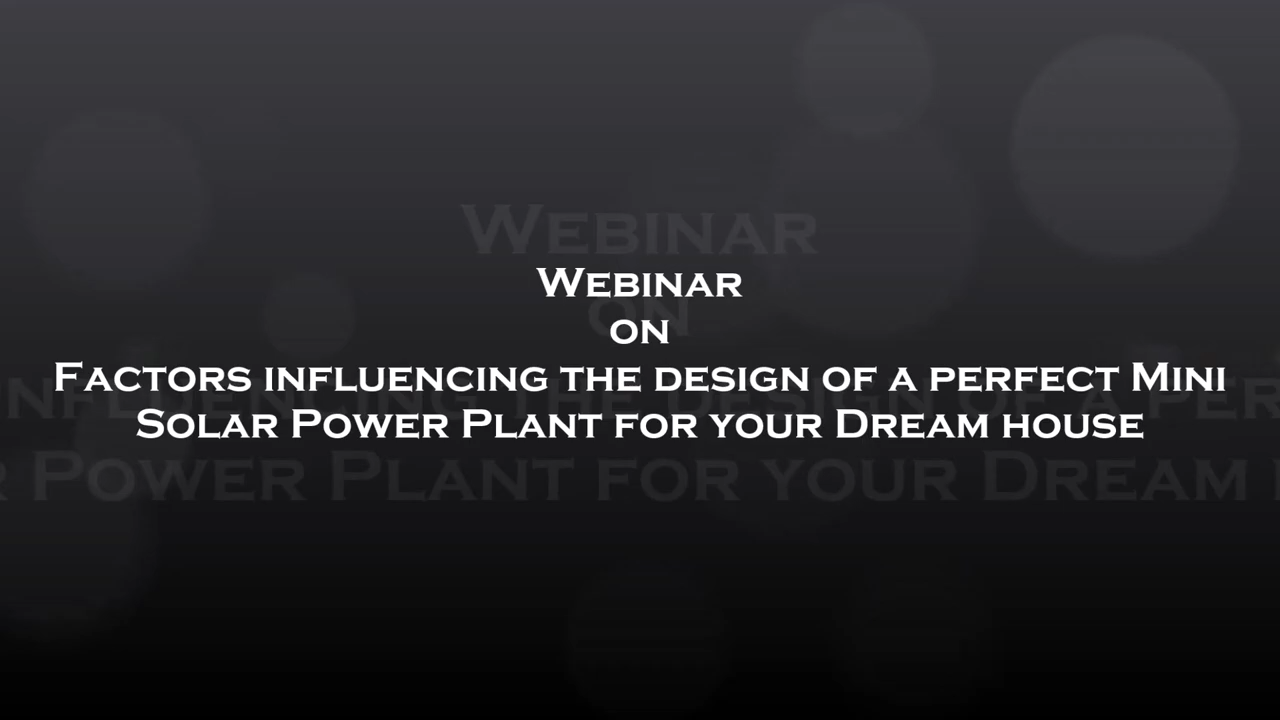 Webinar
on
Factors influencing the design of a perfect Mini
Solar Power Plant for your Dream house